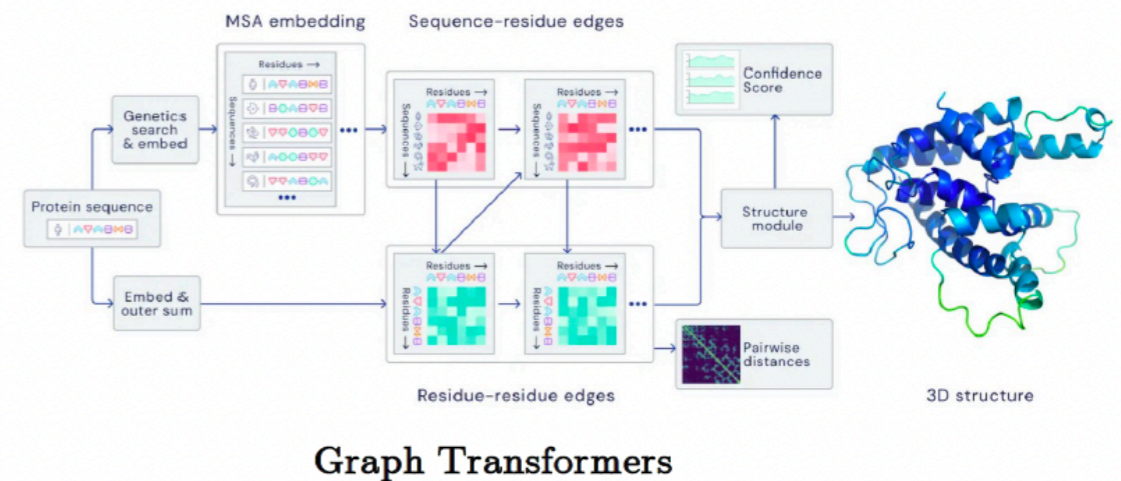 MSA embedding
Sequence-residue edges
Residues →
Sequences →
Genetics
search
& embed
Protein sequence
Embed &
outer sum
Residues →
Sequences →
Residues →
Sequences →
Confidence
Score
Structure
module
Residues →
Residues →
Residues →
Residues →
Pairwise
distances
Residue-residue edges
3D structure
Graph Transformers